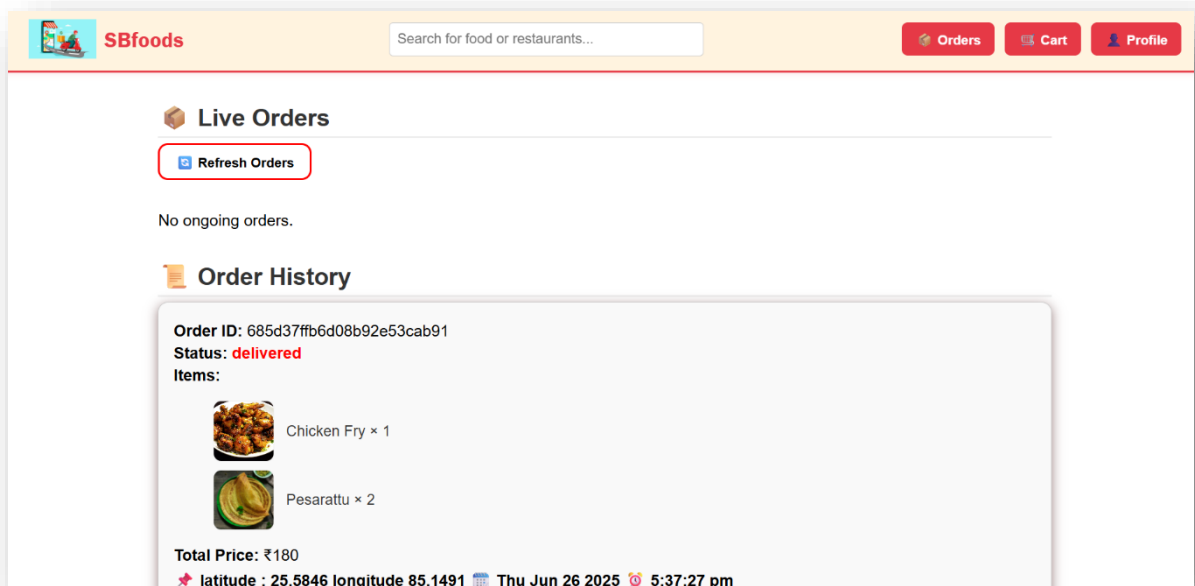 SBfoods
Search for food or restaurants...
Orders
Cart
Profile
Live Orders
Refresh Orders
No ongoing orders.
Order History
Order ID: 685d37ffb6d08b92e53cab91
Status: delivered
Items:
Chicken Fry × 1
Pesarattu × 2
Total Price: ₹180
latitude : 25.5846 longitude 85.1491 Thu Jun 26 2025 5:37:27 pm